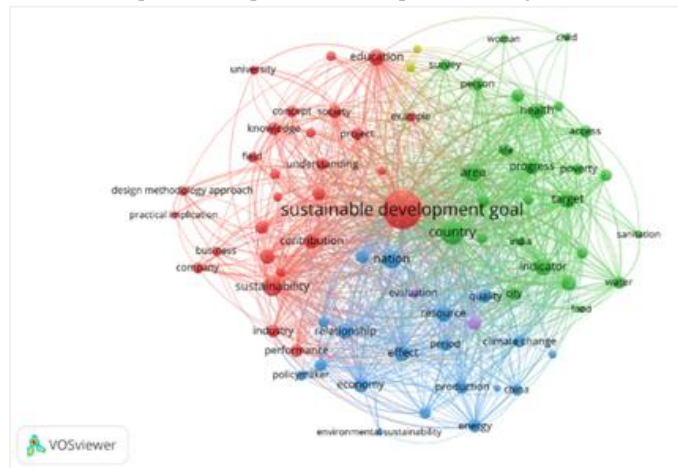 woman
child
education
survey
university
person
concept
society
health
example
knowledge
project
access
field
life
understanding
progress
poverty
area
design methodology approach
target
practical implication
sustainable development goal
country
sanitation
contribution
india
business
nation
company
indicator
sustainability
evaluation
quality
city
water
resource
food
industry
relationship
period
climate change
performance
effect
policymaker
economy
production
china
environmental sustainability
energy
VOSviewer